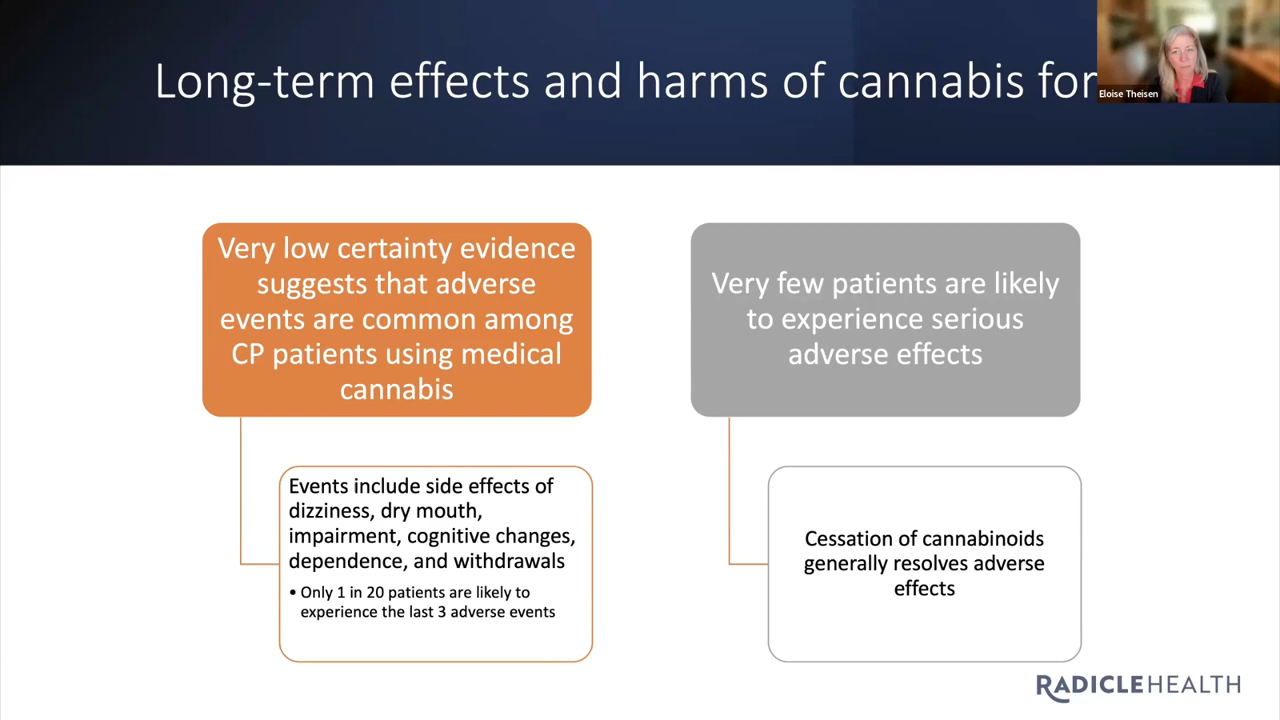 Long-term effects and harms of cannabis for
Eloise Theisen
Very low certainty evidence
suggests that adverse
events are common among
CP patients using medical
cannabis
Events include side effects of
dizziness, dry mouth,
impairment, cognitive changes,
dependence, and withdrawals
• Only 1 in 20 patients are likely to
experience the last 3 adverse events
Very few patients are likely
to experience serious
adverse effects
Cessation of cannabinoids
generally resolves adverse
effects
RADICLEHEALTH